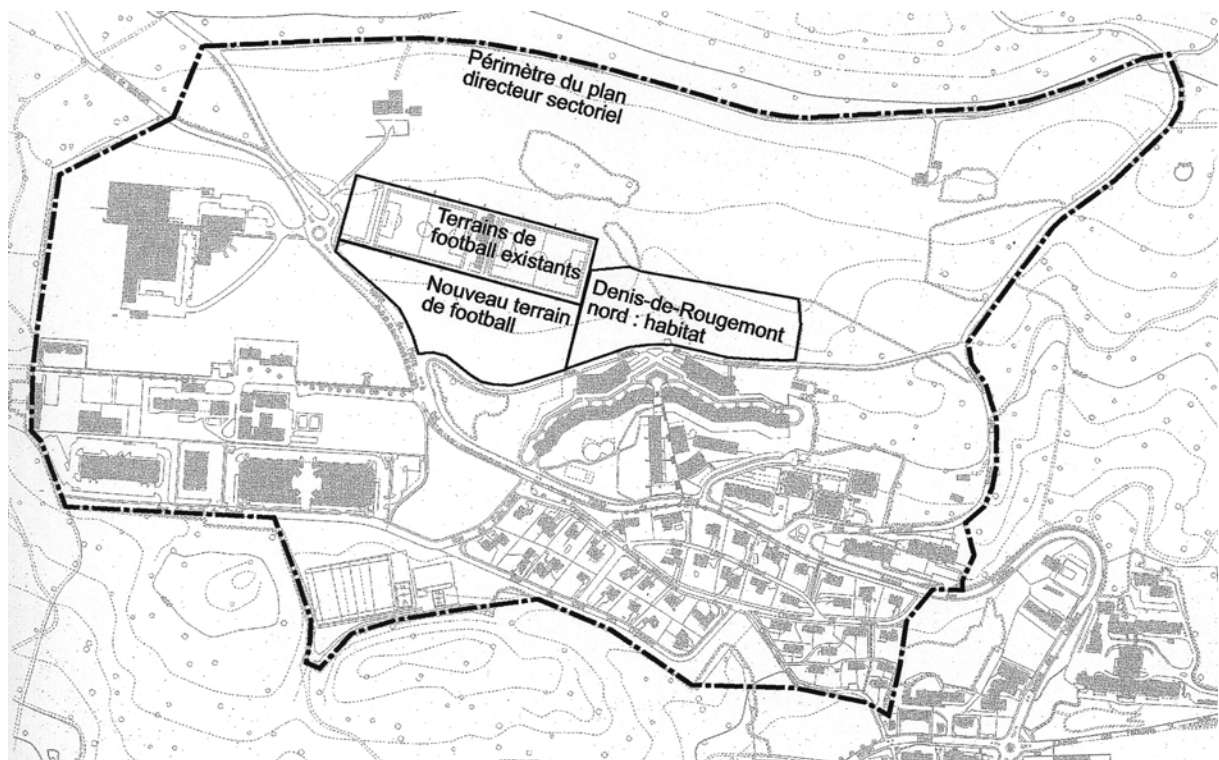 Périmètre du plan
directeur sectoriel
Terrains de
football existants
Nouveau terrain
de football
Denis-de-Rougemont
nord : habitat